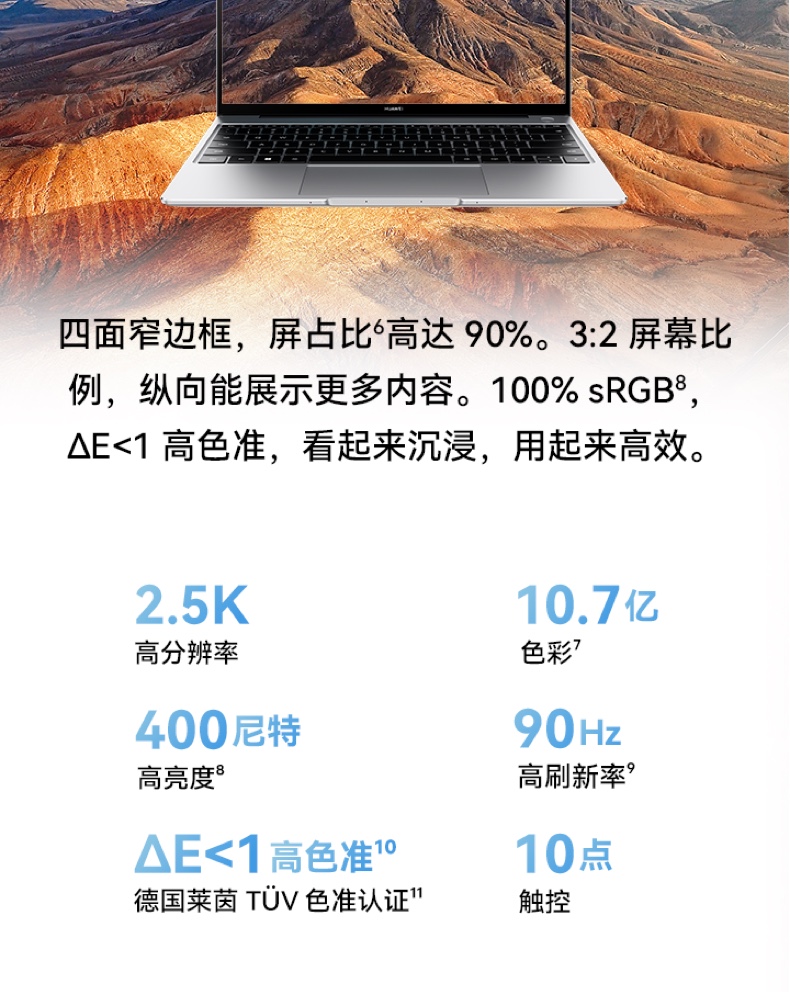 HUAWEI
四面窄边框，屏占比⁶高达 90%。3:2 屏幕比
例，纵向能展示更多内容。100% sRGB⁸，
ΔE<1 高色准，看起来沉浸，用起来高效。
2.5K
高分辨率
10.7亿
色彩⁷
400尼特
高亮度⁸
90Hz
高刷新率⁹
ΔE<1高色准¹⁰
德国莱茵 TÜV 色准认证¹¹
10点
触控